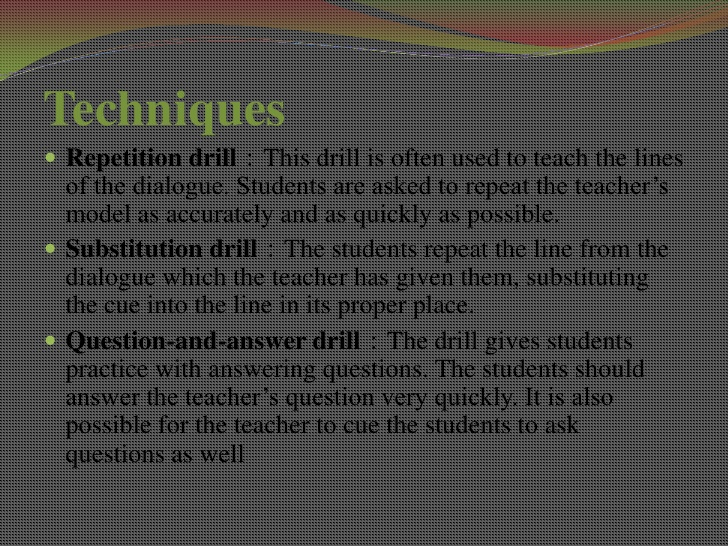 Techniques
• Repetition drill : This drill is often used to teach the lines
of the dialogue. Students are asked to repeat the teacher’s
model as accurately and as quickly as possible.
• Substitution drill : The students repeat the line from the
dialogue which the teacher has given them, substituting
the cue into the line in its proper place.
• Question-and-answer drill : The drill gives students
practice with answering questions. The students should
answer the teacher’s question very quickly. It is also
possible for the teacher to cue the students to ask
questions as well